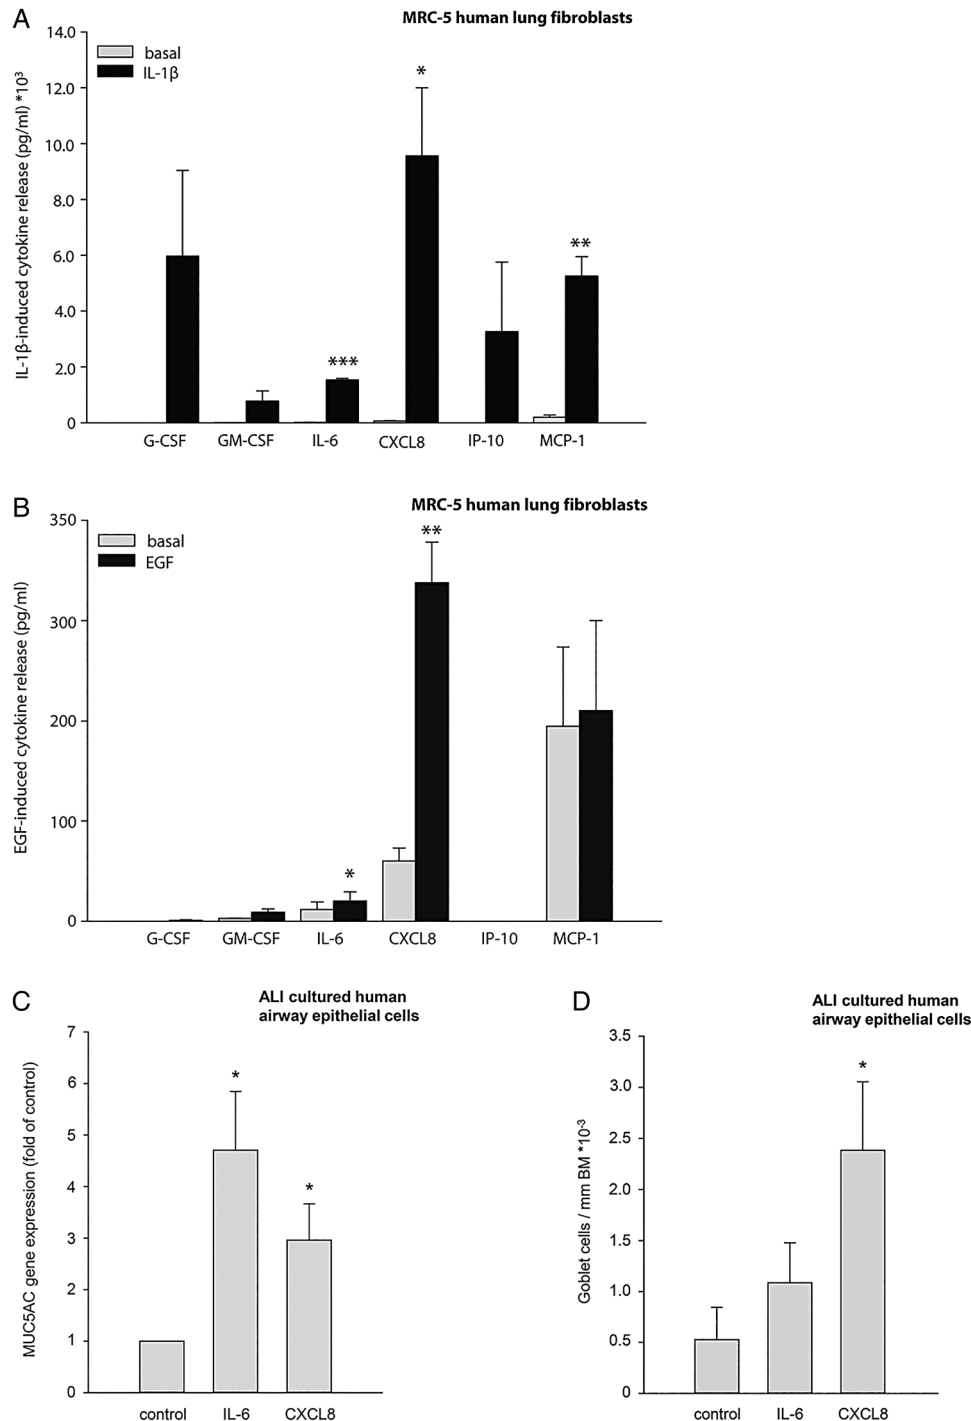 A
MRC-5 human lung fibroblasts
basal
IL-1β
IL-1β-induced cytokine release (pg/ml) *10³
14.0
12.0
10.0
8.0
6.0
4.0
2.0
0
*
**
***
G-CSF GM-CSF IL-6 CXCL8 IP-10 MCP-1
B
MRC-5 human lung fibroblasts
basal
EGF
EGF-induced cytokine release (pg/ml)
350
300
200
100
0
**
*
G-CSF GM-CSF IL-6 CXCL8 IP-10 MCP-1
C
ALI cultured human
airway epithelial cells
MUC5AC gene expression (fold of control)
7
6
5
4
3
2
1
0
*
*
control IL-6 CXCL8
D
ALI cultured human
airway epithelial cells
Goblet cells / mm BM *10⁻³
3.5
3.0
2.5
2.0
1.5
1.0
0.5
0
*
control IL-6 CXCL8